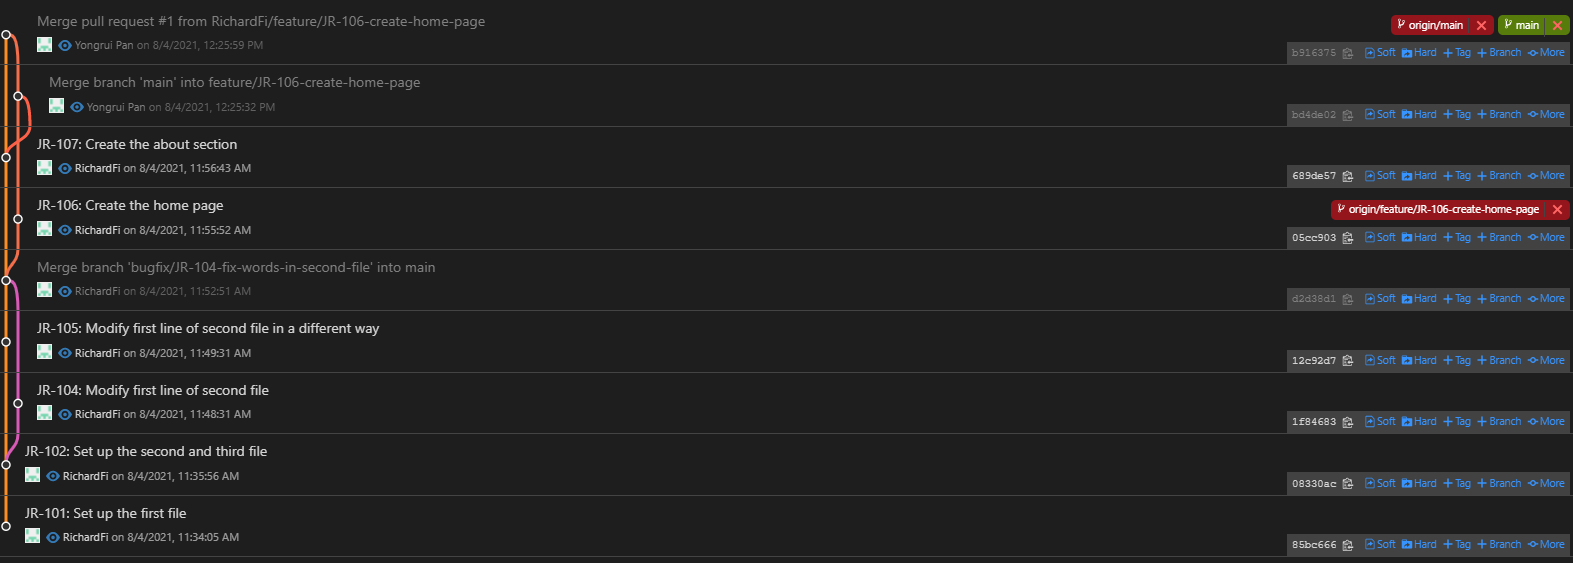 Merge pull request #1 from RichardFi/feature/JR-106-create-home-page
origin/main
main
Yongrui Pan on 8/4/2021, 12:25:59 PM
b916375 Soft Hard Tag Branch More
Merge branch 'main' into feature/JR-106-create-home-page
Yongrui Pan on 8/4/2021, 12:25:32 PM
bd4de02 Soft Hard Tag Branch More
JR-107: Create the about section
RichardFi on 8/4/2021, 11:56:43 AM
689de57 Soft Hard Tag Branch More
JR-106: Create the home page
origin/feature/JR-106-create-home-page
RichardFi on 8/4/2021, 11:55:52 AM
05cc903 Soft Hard Tag Branch More
Merge branch 'bugfix/JR-104-fix-words-in-second-file' into main
RichardFi on 8/4/2021, 11:52:51 AM
d2d38d1 Soft Hard Tag Branch More
JR-105: Modify first line of second file in a different way
RichardFi on 8/4/2021, 11:49:31 AM
12c92d7 Soft Hard Tag Branch More
JR-104: Modify first line of second file
RichardFi on 8/4/2021, 11:48:31 AM
1f84683 Soft Hard Tag Branch More
JR-102: Set up the second and third file
RichardFi on 8/4/2021, 11:35:56 AM
08330ac Soft Hard Tag Branch More
JR-101: Set up the first file
RichardFi on 8/4/2021, 11:34:05 AM
85bc666 Soft Hard Tag Branch More